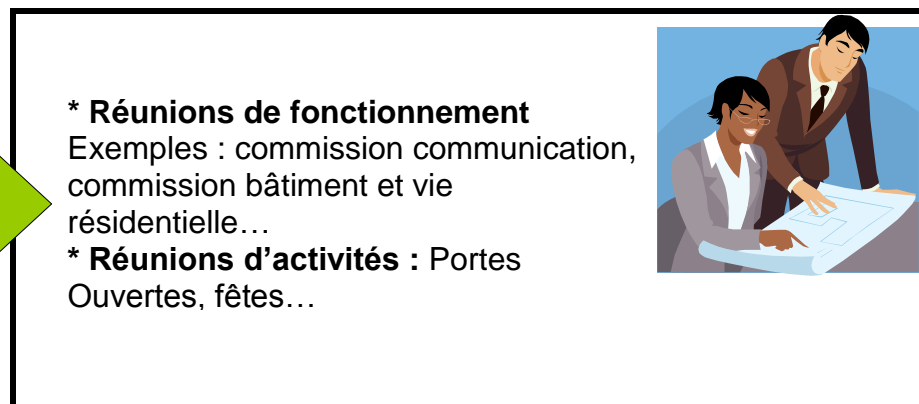 * Réunions de fonctionnement
Exemples : commission communication,
commission bâtiment et vie
résidentielle…
* Réunions d’activités : Portes
Ouvertes, fêtes…